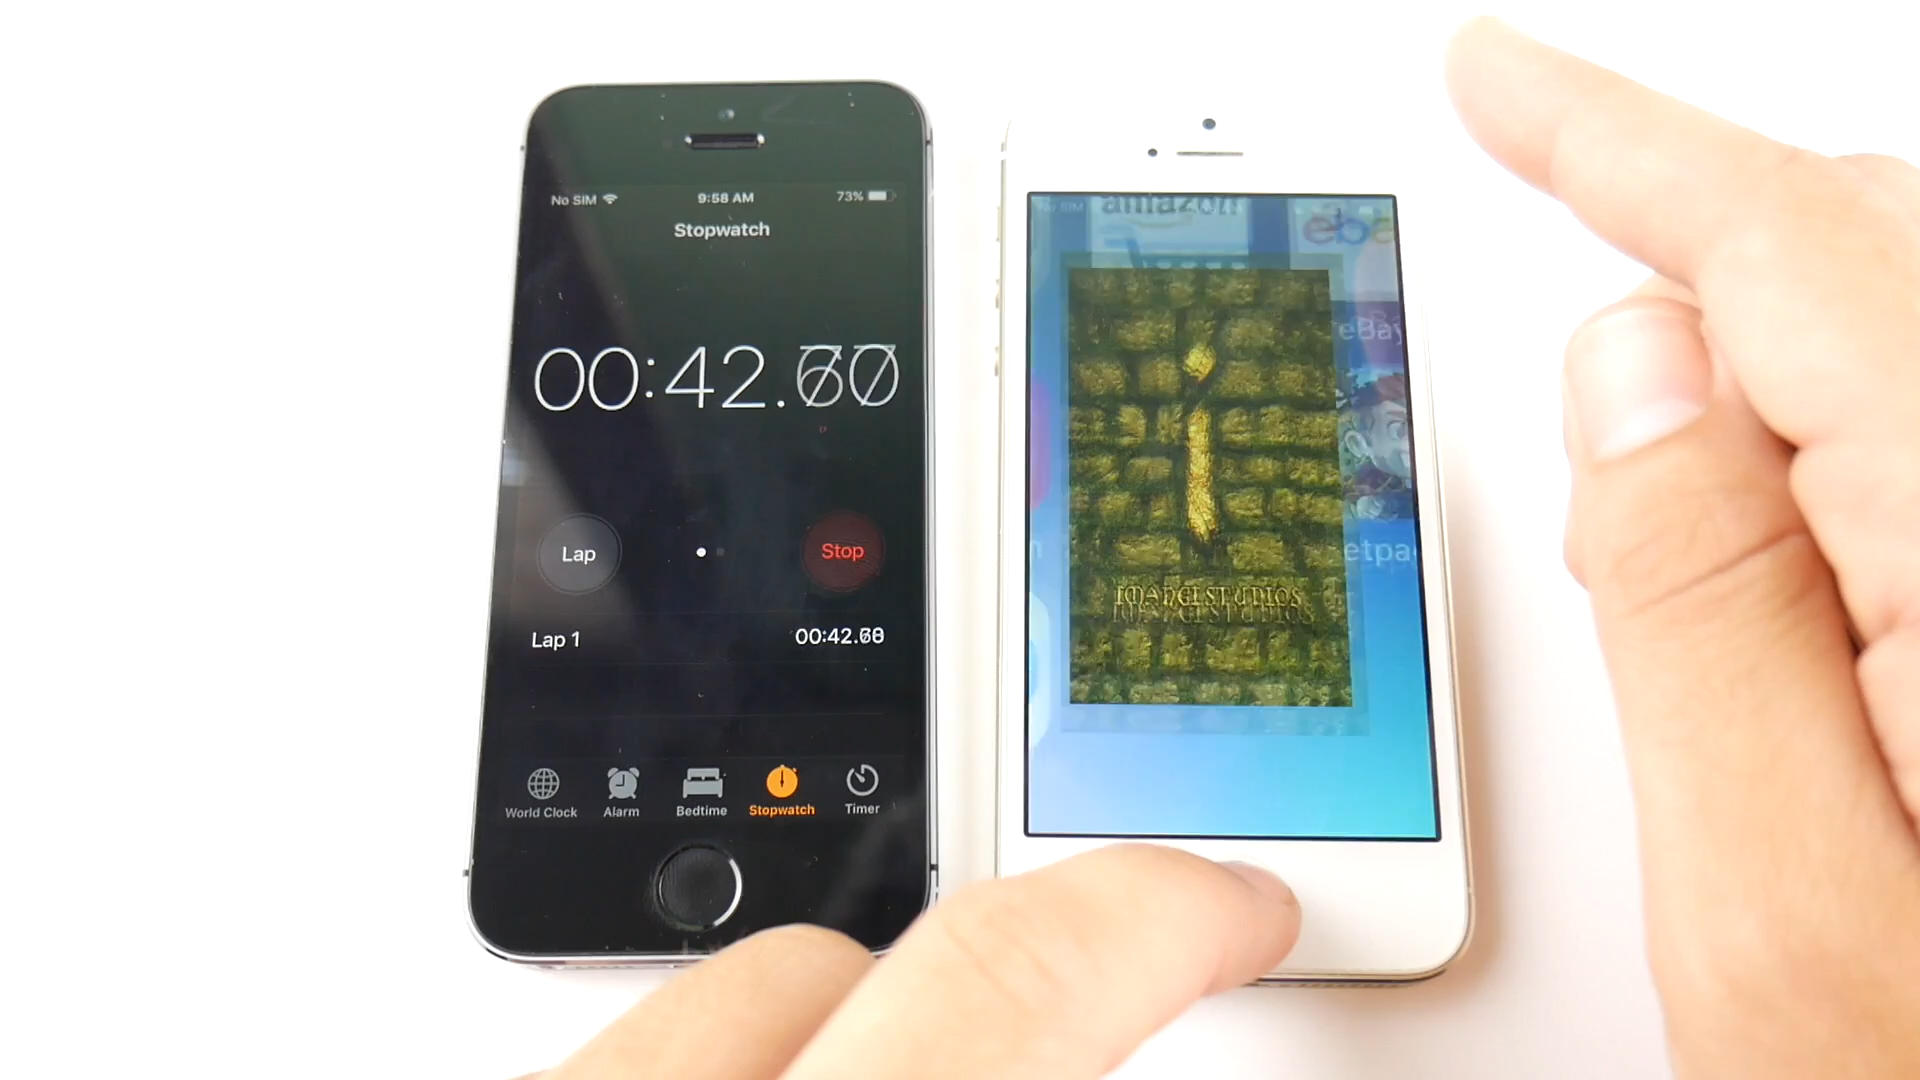 No SIM
9:58 AM
73%
Stopwatch
Lap
Stop
Lap 1
World Clock
Alarm
Bedtime
Stopwatch
Timer
amazon
eBay
IMANGI STUDIOS